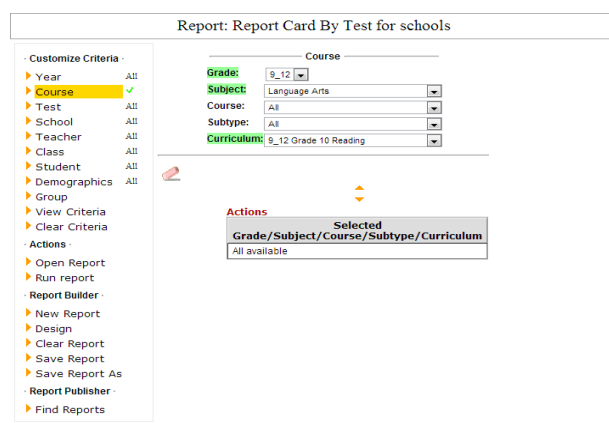 Report: Report Card By Test for schools
· Customize Criteria ·
Year All
Course
Test All
School All
Teacher All
Class All
Student All
Demographics All
Group
View Criteria
Clear Criteria
· Actions ·
Open Report
Run report
· Report Builder ·
New Report
Design
Clear Report
Save Report
Save Report As
· Report Publisher ·
Find Reports
Course
Grade: 9_12
Subject: Language Arts
Course: All
Subtype: All
Curriculum: 9_12 Grade 10 Reading
Actions
Selected
Grade/Subject/Course/Subtype/Curriculum
All available